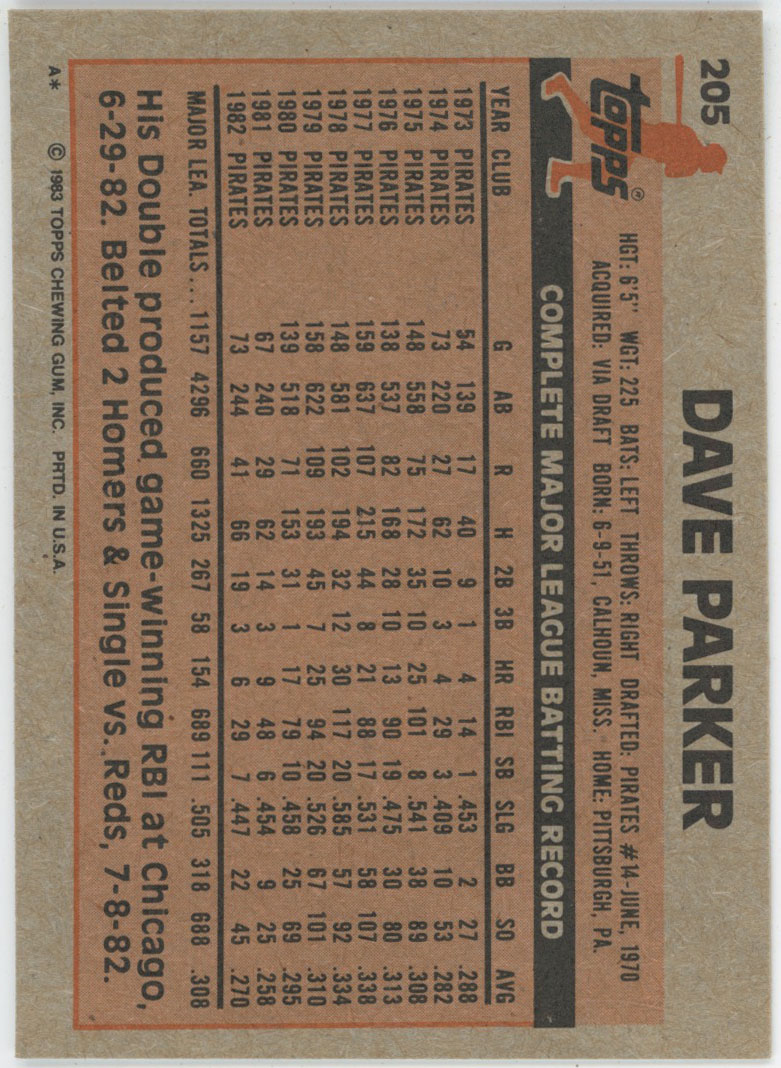 205
DAVE PARKER
topps®
HGT: 6'5" WGT: 225 BATS: LEFT THROWS: RIGHT DRAFTED: PIRATES #14-JUNE, 1970
ACQUIRED: VIA DRAFT BORN: 6-9-51, CALHOUN, MISS. HOME: PITTSBURGH, PA.
COMPLETE MAJOR LEAGUE BATTING RECORD
YEAR CLUB G AB R H 2B 3B HR RBI SB SLG BB SO AVG
1973 PIRATES 54 139 17 40 9 1 4 14 1 .453 2 27 .288
1974 PIRATES 73 220 27 62 10 3 4 29 3 .409 10 53 .282
1975 PIRATES 148 558 75 172 35 10 25 101 8 .541 38 89 .308
1976 PIRATES 138 537 82 168 28 10 13 90 19 .475 30 80 .313
1977 PIRATES 159 637 107 215 44 8 21 88 17 .531 58 107 .338
1978 PIRATES 148 581 102 194 32 12 30 117 20 .585 57 92 .334
1979 PIRATES 158 622 109 193 45 7 25 94 20 .526 67 101 .310
1980 PIRATES 139 518 71 153 31 1 17 79 10 .458 25 69 .295
1981 PIRATES 67 240 29 62 14 3 9 48 6 .454 9 25 .258
1982 PIRATES 73 244 41 66 19 3 6 29 7 .447 22 45 .270
MAJOR LEA. TOTALS ... 1157 4296 660 1325 267 58 154 689 111 .505 318 688 .308
His Double produced game-winning RBI at Chicago,
6-29-82. Belted 2 Homers & Single vs. Reds, 7-8-82.
A* © 1983 TOPPS CHEWING GUM, INC. PRTD. IN U.S.A.